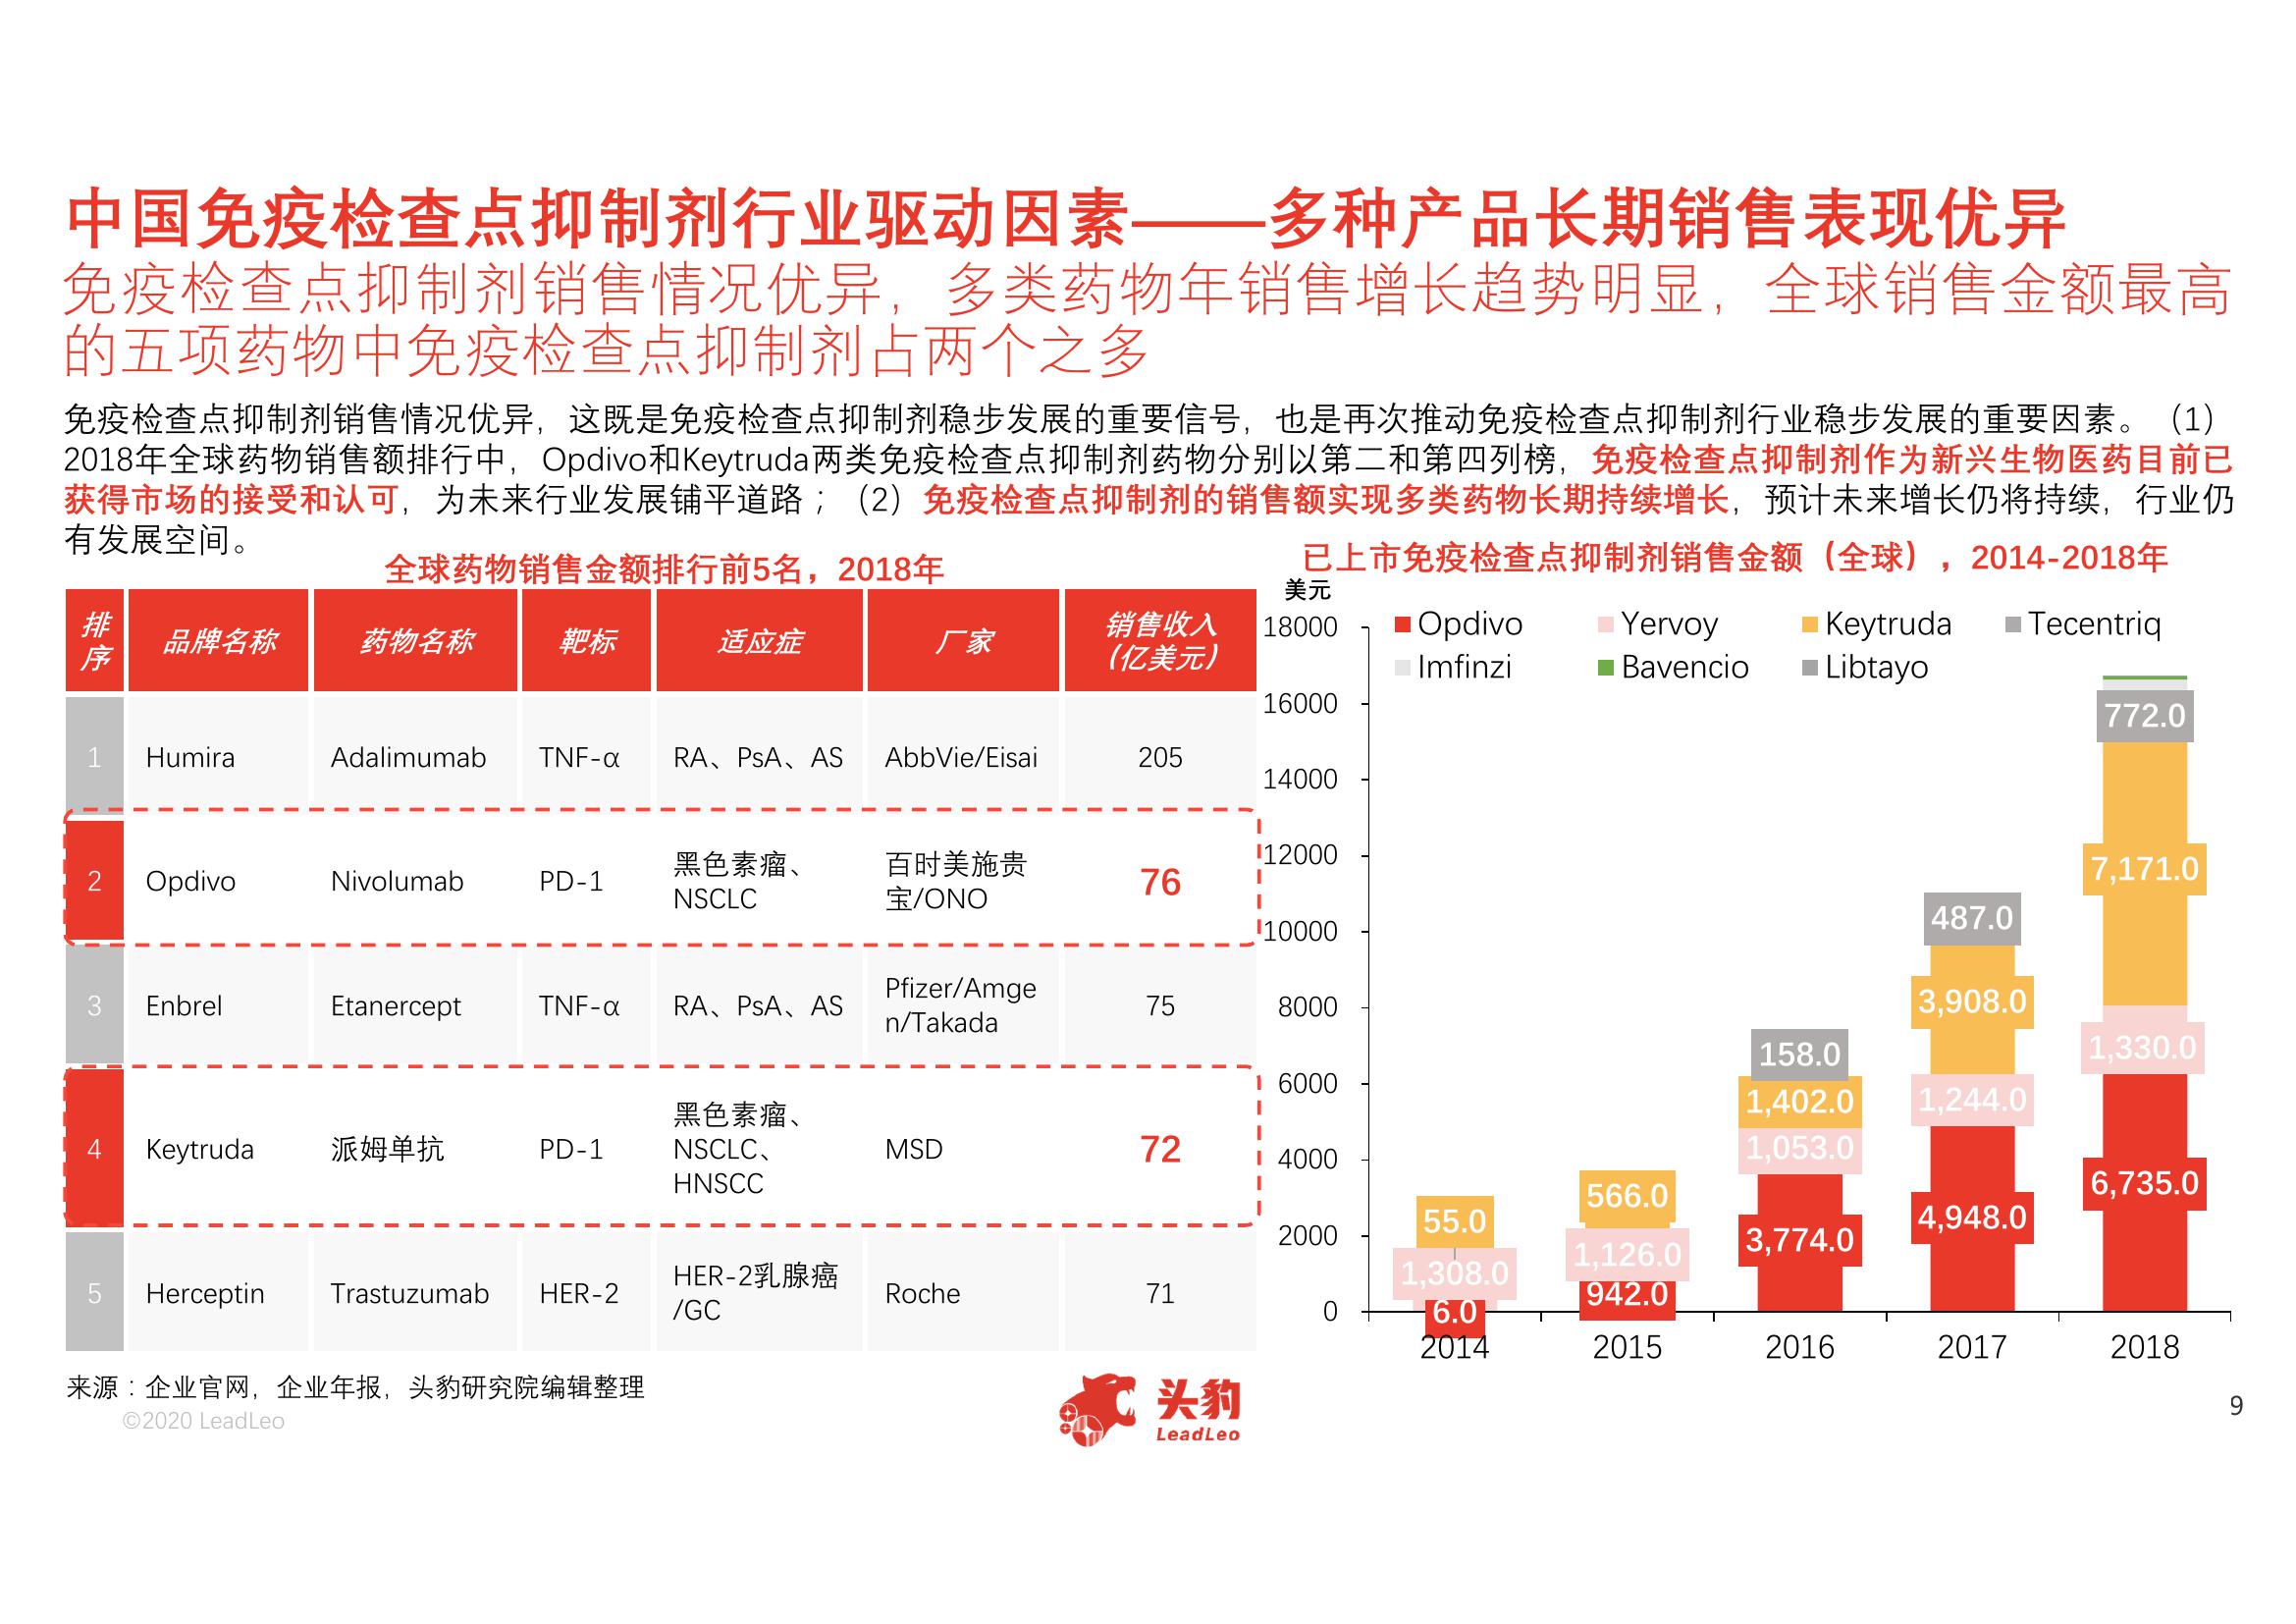 中国免疫检查点抑制剂行业驱动因素——多种产品长期销售表现优异
免疫检查点抑制剂销售情况优异，多类药物年销售增长趋势明显，全球销售金额最高
的五项药物中免疫检查点抑制剂占两个之多
免疫检查点抑制剂销售情况优异，这既是免疫检查点抑制剂稳步发展的重要信号，也是再次推动免疫检查点抑制剂行业稳步发展的重要因素。（1）
2018年全球药物销售额排行中，Opdivo和Keytruda两类免疫检查点抑制剂药物分别以第二和第四列榜，免疫检查点抑制剂作为新兴生物医药目前已
获得市场的接受和认可，为未来行业发展铺平道路；（2）免疫检查点抑制剂的销售额实现多类药物长期持续增长，预计未来增长仍将持续，行业仍
有发展空间。
全球药物销售金额排行前5名，2018年
排序 品牌名称 药物名称 靶标 适应症 厂家 销售收入（亿美元）
1 Humira Adalimumab TNF-α RA、PsA、AS AbbVie/Eisai 205
2 Opdivo Nivolumab PD-1 黑色素瘤、NSCLC 百时美施贵宝/ONO 76
3 Enbrel Etanercept TNF-α RA、PsA、AS Pfizer/Amgen/Takada 75
4 Keytruda 派姆单抗 PD-1 黑色素瘤、NSCLC、HNSCC MSD 72
5 Herceptin Trastuzumab HER-2 HER-2乳腺癌/GC Roche 71
已上市免疫检查点抑制剂销售金额（全球），2014-2018年
美元
Opdivo Yervoy Keytruda Tecentriq
Imfinzi Bavencio Libtayo
18000
16000
14000
12000
10000
8000
6000
4000
2000
0
55.0
1,308.0
6.0
566.0
1,126.0
942.0
158.0
1,402.0
1,053.0
3,774.0
487.0
3,908.0
1,244.0
4,948.0
772.0
7,171.0
1,330.0
6,735.0
2014 2015 2016 2017 2018
来源：企业官网，企业年报，头豹研究院编辑整理
©2020 LeadLeo
头豹
LeadLeo
9